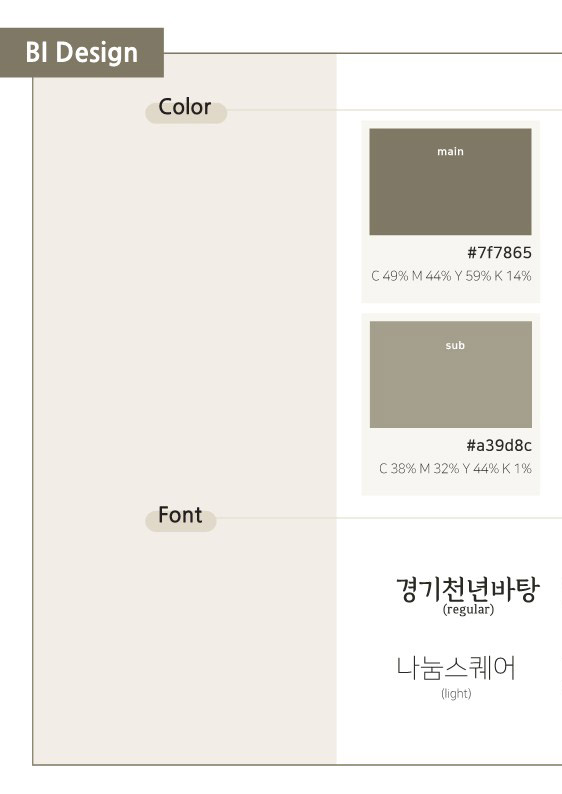 BI Design
Color
main
#7f7865
C 49% M 44% Y 59% K 14%
sub
#a39d8c
C 38% M 32% Y 44% K 1%
Font
경기천년바탕
(regular)
나눔스퀘어
(light)